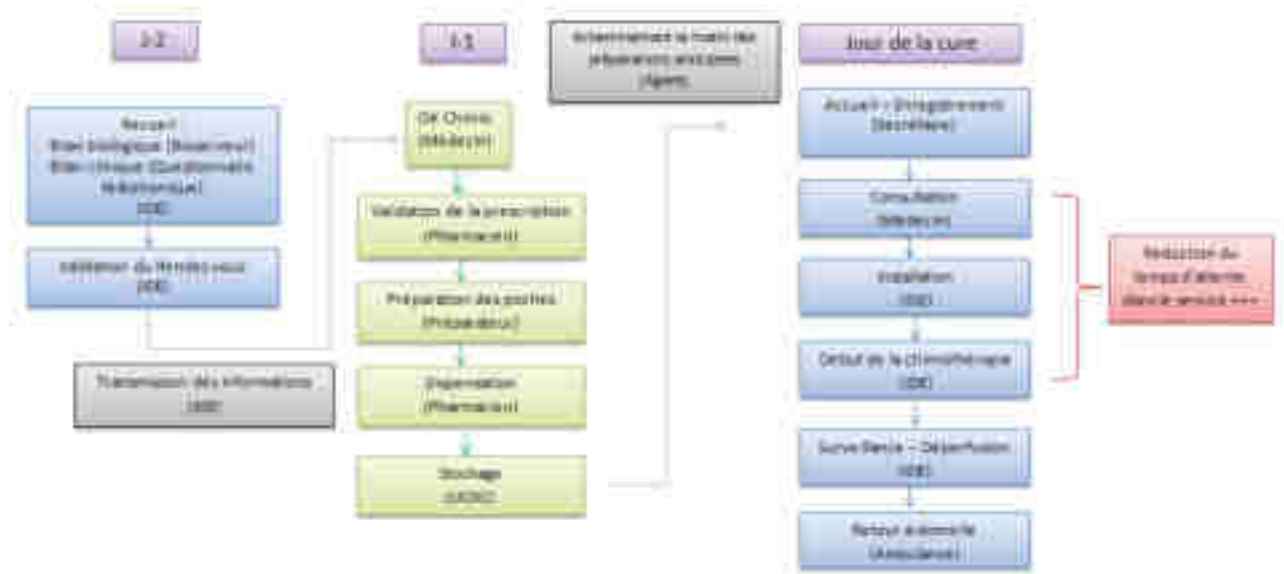 J-2
Recueil
Bilan biologique (Bioserveur)
Bilan clinique (Questionnaire
téléphonique)
(IDE)
Validation du Rendez-vous
(IDE)
Transmission des informations
(IDE)
J-1
OK Chimio
(Médecin)
Validation de la prescription
(Pharmacien)
Préparation des poches
(Préparateur)
Dispensation
(Pharmacien)
Stockage
Acheminement le matin des
préparations anticipées
(Agent)
Jour de la cure
Accueil – Enregistrement
(Secrétaire)
Consultation
(Médecin)
Installation
(IDE)
Début de la chimiothérapie
(IDE)
Surveillance – Déperfusion
(IDE)
Retour à domicile
(Ambulance)
Réduction du
temps d'attente
dans le service +++